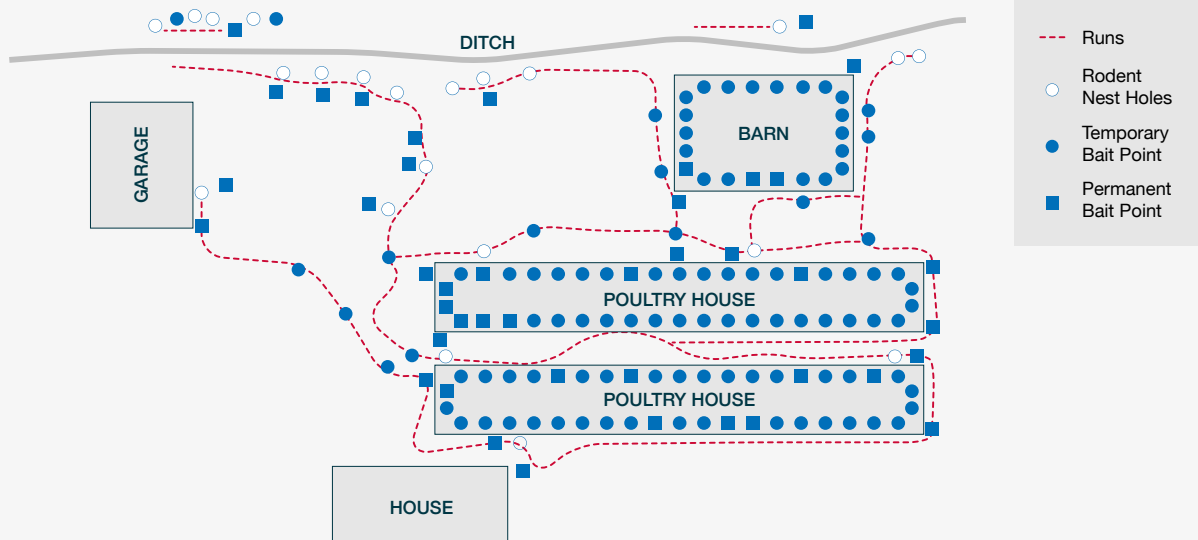 DITCH
Runs
Rodent
Nest Holes
Temporary
Bait Point
Permanent
Bait Point
GARAGE
BARN
POULTRY HOUSE
POULTRY HOUSE
HOUSE